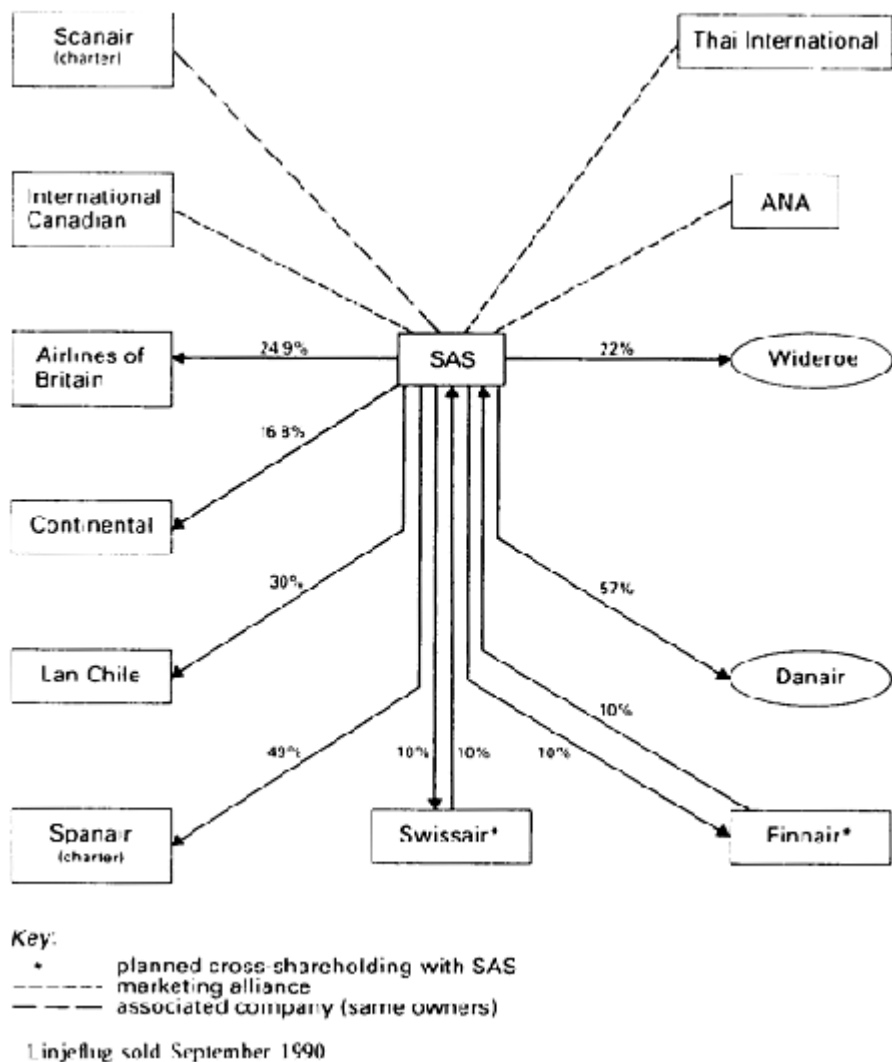 Scanair
(charter)
Thai International
International
Canadian
ANA
Airlines of
Britain
24.9%
SAS
22%
Wideroe
16.8%
Continental
30%
57%
Lan Chile
Danair
10%
49%
10%
10%
10%
Spanair
(charter)
Swissair*
Finnair*
Key:
* planned cross-shareholding with SAS
marketing alliance
associated company (same owners)
Linjeflug sold September 1990